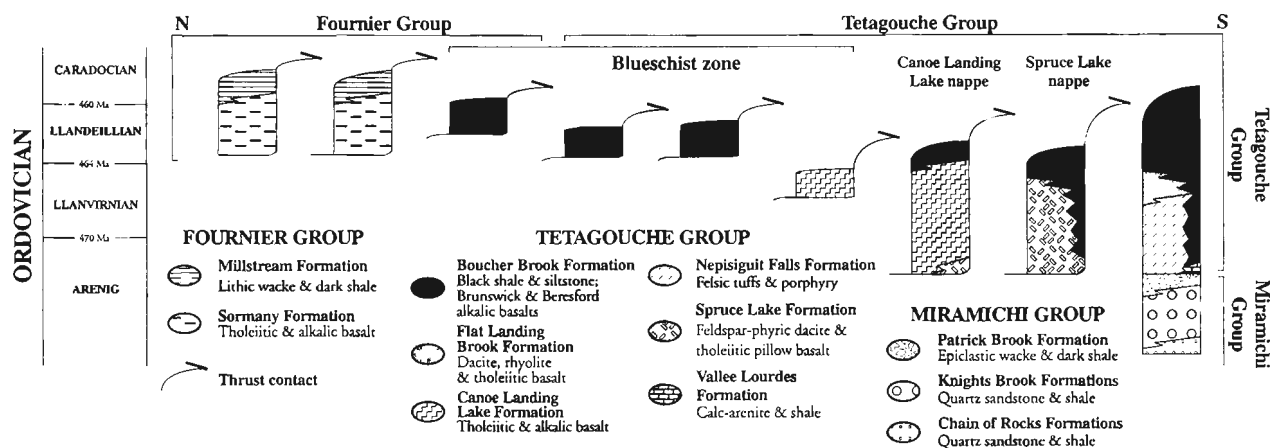 N
Fournier Group
Tetagouche Group
S
Blueschist zone
Canoe Landing
Lake nappe
Spruce Lake
nappe
ORDOVICIAN
CARADOCIAN
460 Ma
LLANDEILLIAN
464 Ma
LLANVIRNIAN
470 Ma
ARENIG
Tetagouche
Group
Miramichi
Group
FOURNIER GROUP
Millstream Formation
Lithic wacke & dark shale
Sormany Formation
Tholeiitic & alkalic basalt
Thrust contact
TETAGOUCHE GROUP
Boucher Brook Formation
Black shale & siltstone;
Brunswick & Beresford
alkalic basalts
Flat Landing
Brook Formation
Dacite, rhyolite
& tholeiitic basalt
Canoe Landing
Lake Formation
Tholeiitic & alkalic basalt
Nepisiguit Falls Formation
Felsic tuffs & porphyry
Spruce Lake Formation
Feldspar-phyric dacite &
tholeiitic pillow basalt
Vallee Lourdes
Formation
Calc-arenite & shale
MIRAMICHI GROUP
Patrick Brook Formation
Epiclastic wacke & dark shale
Knights Brook Formations
Quartz sandstone & shale
Chain of Rocks Formations
Quartz sandstone & shale